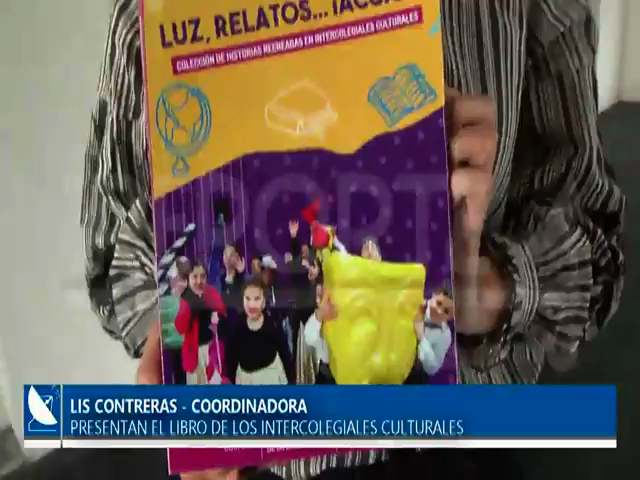 LUZ, RELATOS...
COLECCIÓN DE HISTORIAS RECREADAS EN INTERCOLEGIALES CULTURALES
LIS CONTRERAS - COORDINADORA
PRESENTAN EL LIBRO DE LOS INTERCOLEGIALES CULTURALES